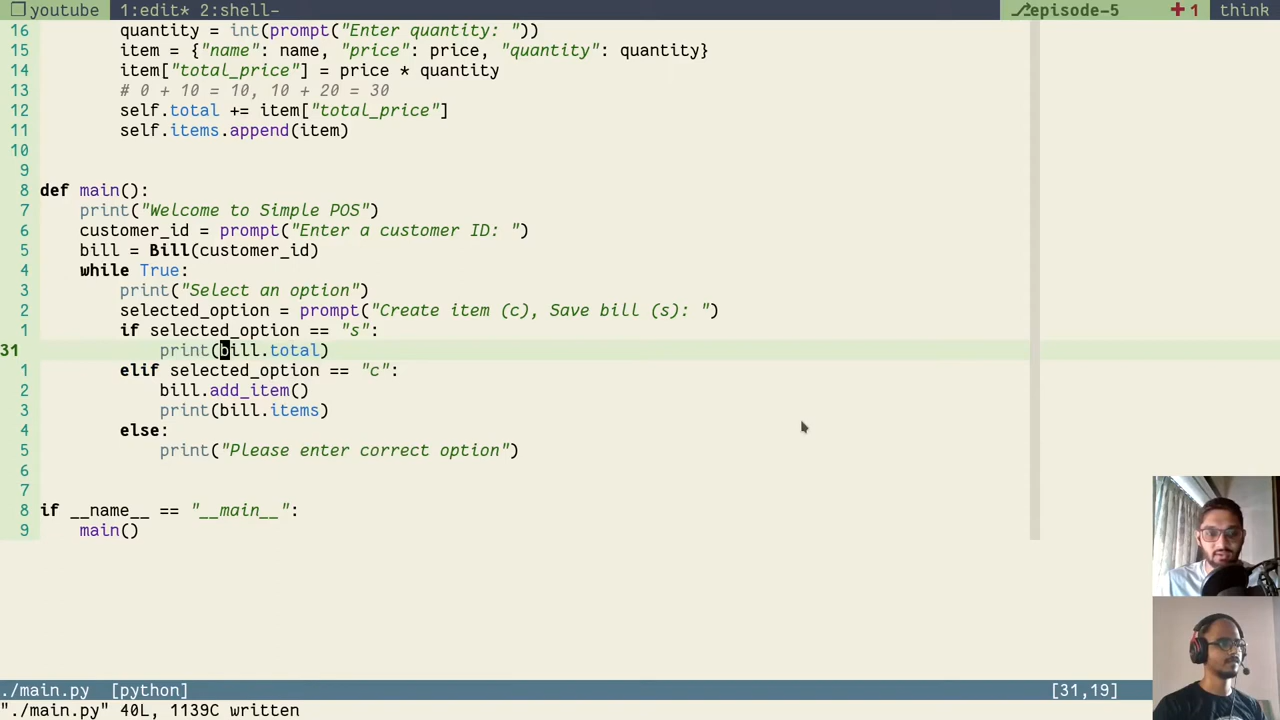 ❐ youtube 1:edit* 2:shell- ⎇episode-5 ✚ 1 think
16 quantity = int(prompt("Enter quantity: "))
15 item = {"name": name, "price": price, "quantity": quantity}
14 item["total_price"] = price * quantity
13 # 0 + 10 = 10, 10 + 20 = 30
12 self.total += item["total_price"]
11 self.items.append(item)
10
9
8 def main():
7 print("Welcome to Simple POS")
6 customer_id = prompt("Enter a customer ID: ")
5 bill = Bill(customer_id)
4 while True:
3 print("Select an option")
2 selected_option = prompt("Create item (c), Save bill (s): ")
1 if selected_option == "s":
31 print(bill.total)
1 elif selected_option == "c":
2 bill.add_item()
3 print(bill.items)
4 else:
5 print("Please enter correct option")
6
7
8 if __name__ == "__main__":
9 main()
./main.py [python] [31,19]
"./main.py" 40L, 1139C written